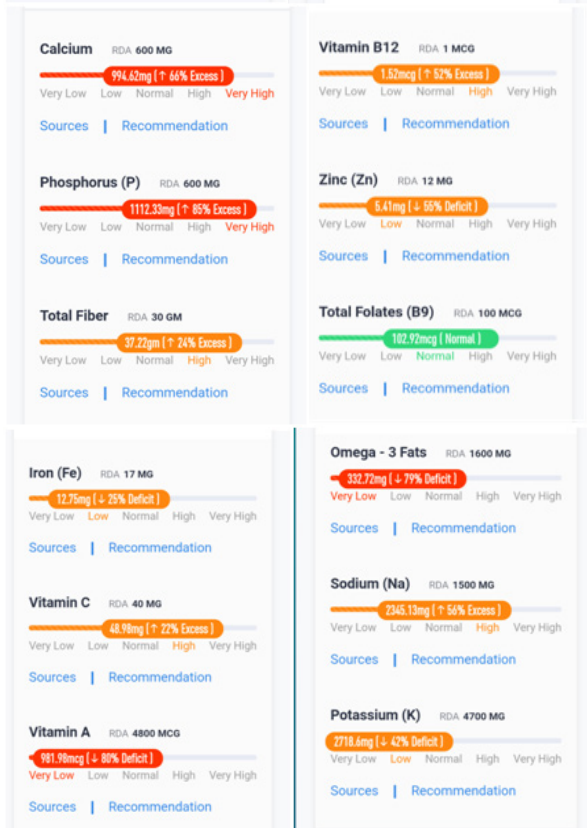 Calcium RDA 600 MG
994.62mg ( ↑ 66% Excess )
Very Low Low Normal High Very High
Sources | Recommendation
Phosphorus (P) RDA 600 MG
1112.33mg ( ↑ 85% Excess )
Very Low Low Normal High Very High
Sources | Recommendation
Total Fiber RDA 30 GM
37.22gm ( ↑ 24% Excess )
Very Low Low Normal High Very High
Sources | Recommendation
Vitamin B12 RDA 1 MCG
1.52mcg ( ↑ 52% Excess )
Very Low Low Normal High Very High
Sources | Recommendation
Zinc (Zn) RDA 12 MG
5.41mg ( ↓ 55% Deficit )
Very Low Low Normal High Very High
Sources | Recommendation
Total Folates (B9) RDA 100 MCG
102.92mcg ( Normal )
Very Low Low Normal High Very High
Sources | Recommendation
Iron (Fe) RDA 17 MG
12.75mg ( ↓ 25% Deficit )
Very Low Low Normal High Very High
Sources | Recommendation
Vitamin C RDA 40 MG
48.98mg ( ↑ 22% Excess )
Very Low Low Normal High Very High
Sources | Recommendation
Vitamin A RDA 4800 MCG
981.98mcg ( ↓ 80% Deficit )
Very Low Low Normal High Very High
Sources | Recommendation
Omega - 3 Fats RDA 1600 MG
332.72mg ( ↓ 79% Deficit )
Very Low Low Normal High Very High
Sources | Recommendation
Sodium (Na) RDA 1500 MG
2345.13mg ( ↑ 56% Excess )
Very Low Low Normal High Very High
Sources | Recommendation
Potassium (K) RDA 4700 MG
2718.6mg ( ↓ 42% Deficit )
Very Low Low Normal High Very High
Sources | Recommendation